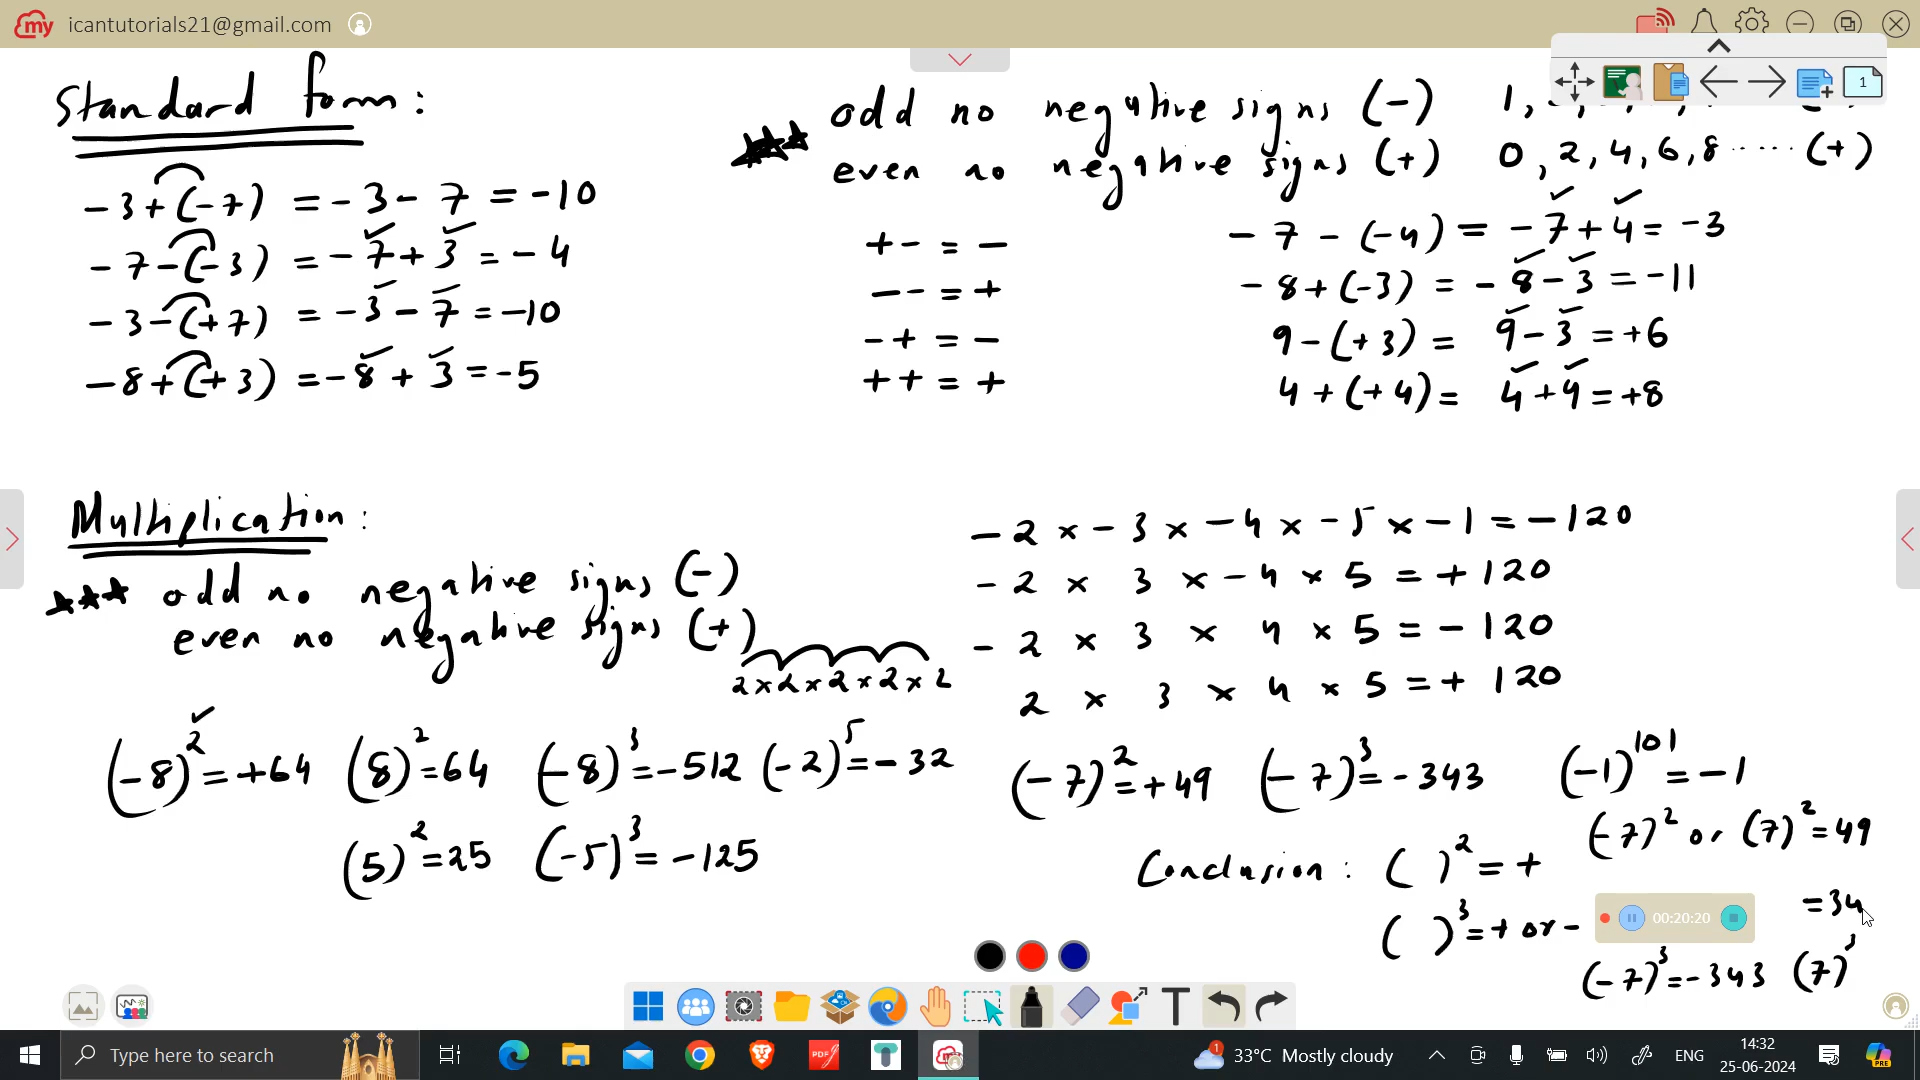 icantutorials21@gmail.com
Standard form:
-3+(-7) = -3-7 = -10
-7-(-3) = -7+3 = -4
-3-(+7) = -3-7 = -10
-8+(+3) = -8+3 = -5
odd no negative signs (-) 1,
even no negative signs (+) 0, 2, 4, 6, 8 ...... (+)
+- = -
-- = +
-+ = -
++ = +
-7-(-4) = -7+4 = -3
-8+(-3) = -8-3 = -11
9-(+3) = 9-3 = +6
4+(+4) = 4+4 = +8
Multiplication:
*** odd no negative signs (-)
even no negative signs (+)
2×2×2×2×2
(-8)² = +64 (8)² = 64 (-8)³ = -512 (-2)⁵ = -32
(5)² = 25 (-5)³ = -125
-2 × -3 × -4 × -5 × -1 = -120
-2 × 3 × -4 × 5 = +120
-2 × 3 × 4 × 5 = -120
2 × 3 × 4 × 5 = +120
(-7)² = +49 (-7)³ = -343 (-1)¹⁰¹ = -1
(-7)² or (7)² = 49
Conclusion: ( )² = +
( )³ = + or -
= 34
(-7)³ = -343 (7)³
00:20:20
1
T
Type here to search
33°C Mostly cloudy
ENG
14:32
25-06-2024